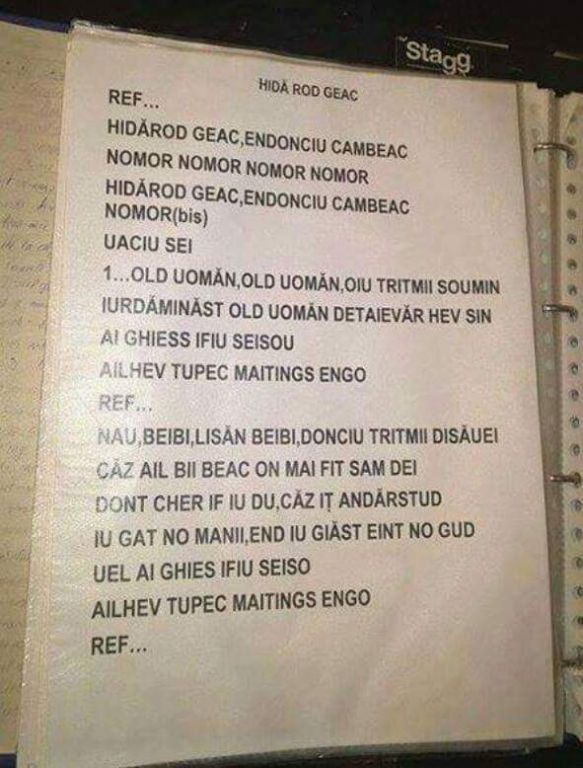 Stagg
HIDĂ ROD GEAC
REF...
HIDĂROD GEAC,ENDONCIU CAMBEAC
NOMOR NOMOR NOMOR NOMOR
HIDĂROD GEAC,ENDONCIU CAMBEAC
NOMOR(bis)
UACIU SEI
1...OLD UOMĂN,OLD UOMĂN,OIU TRITMII SOUMIN
IURDĂMINĂST OLD UOMĂN DETAIEVĂR HEV SIN
AI GHIESS IFIU SEISOU
AILHEV TUPEC MAITINGS ENGO
REF...
NAU,BEIBI,LISĂN BEIBI,DONCIU TRITMII DISĂUEI
CĂZ AIL BII BEAC ON MAI FIT SAM DEI
DONT CHER IF IU DU,CĂZ IȚ ANDĂRSTUD
IU GAT NO MANII,END IU GIĂST EINT NO GUD
UEL AI GHIES IFIU SEISO
AILHEV TUPEC MAITINGS ENGO
REF...